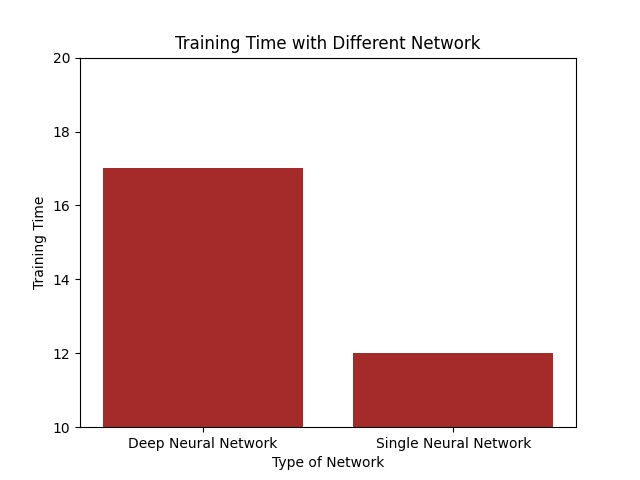 Training Time with Different Network
20
18
16
14
12
10
Training Time
Deep Neural Network
Single Neural Network
Type of Network